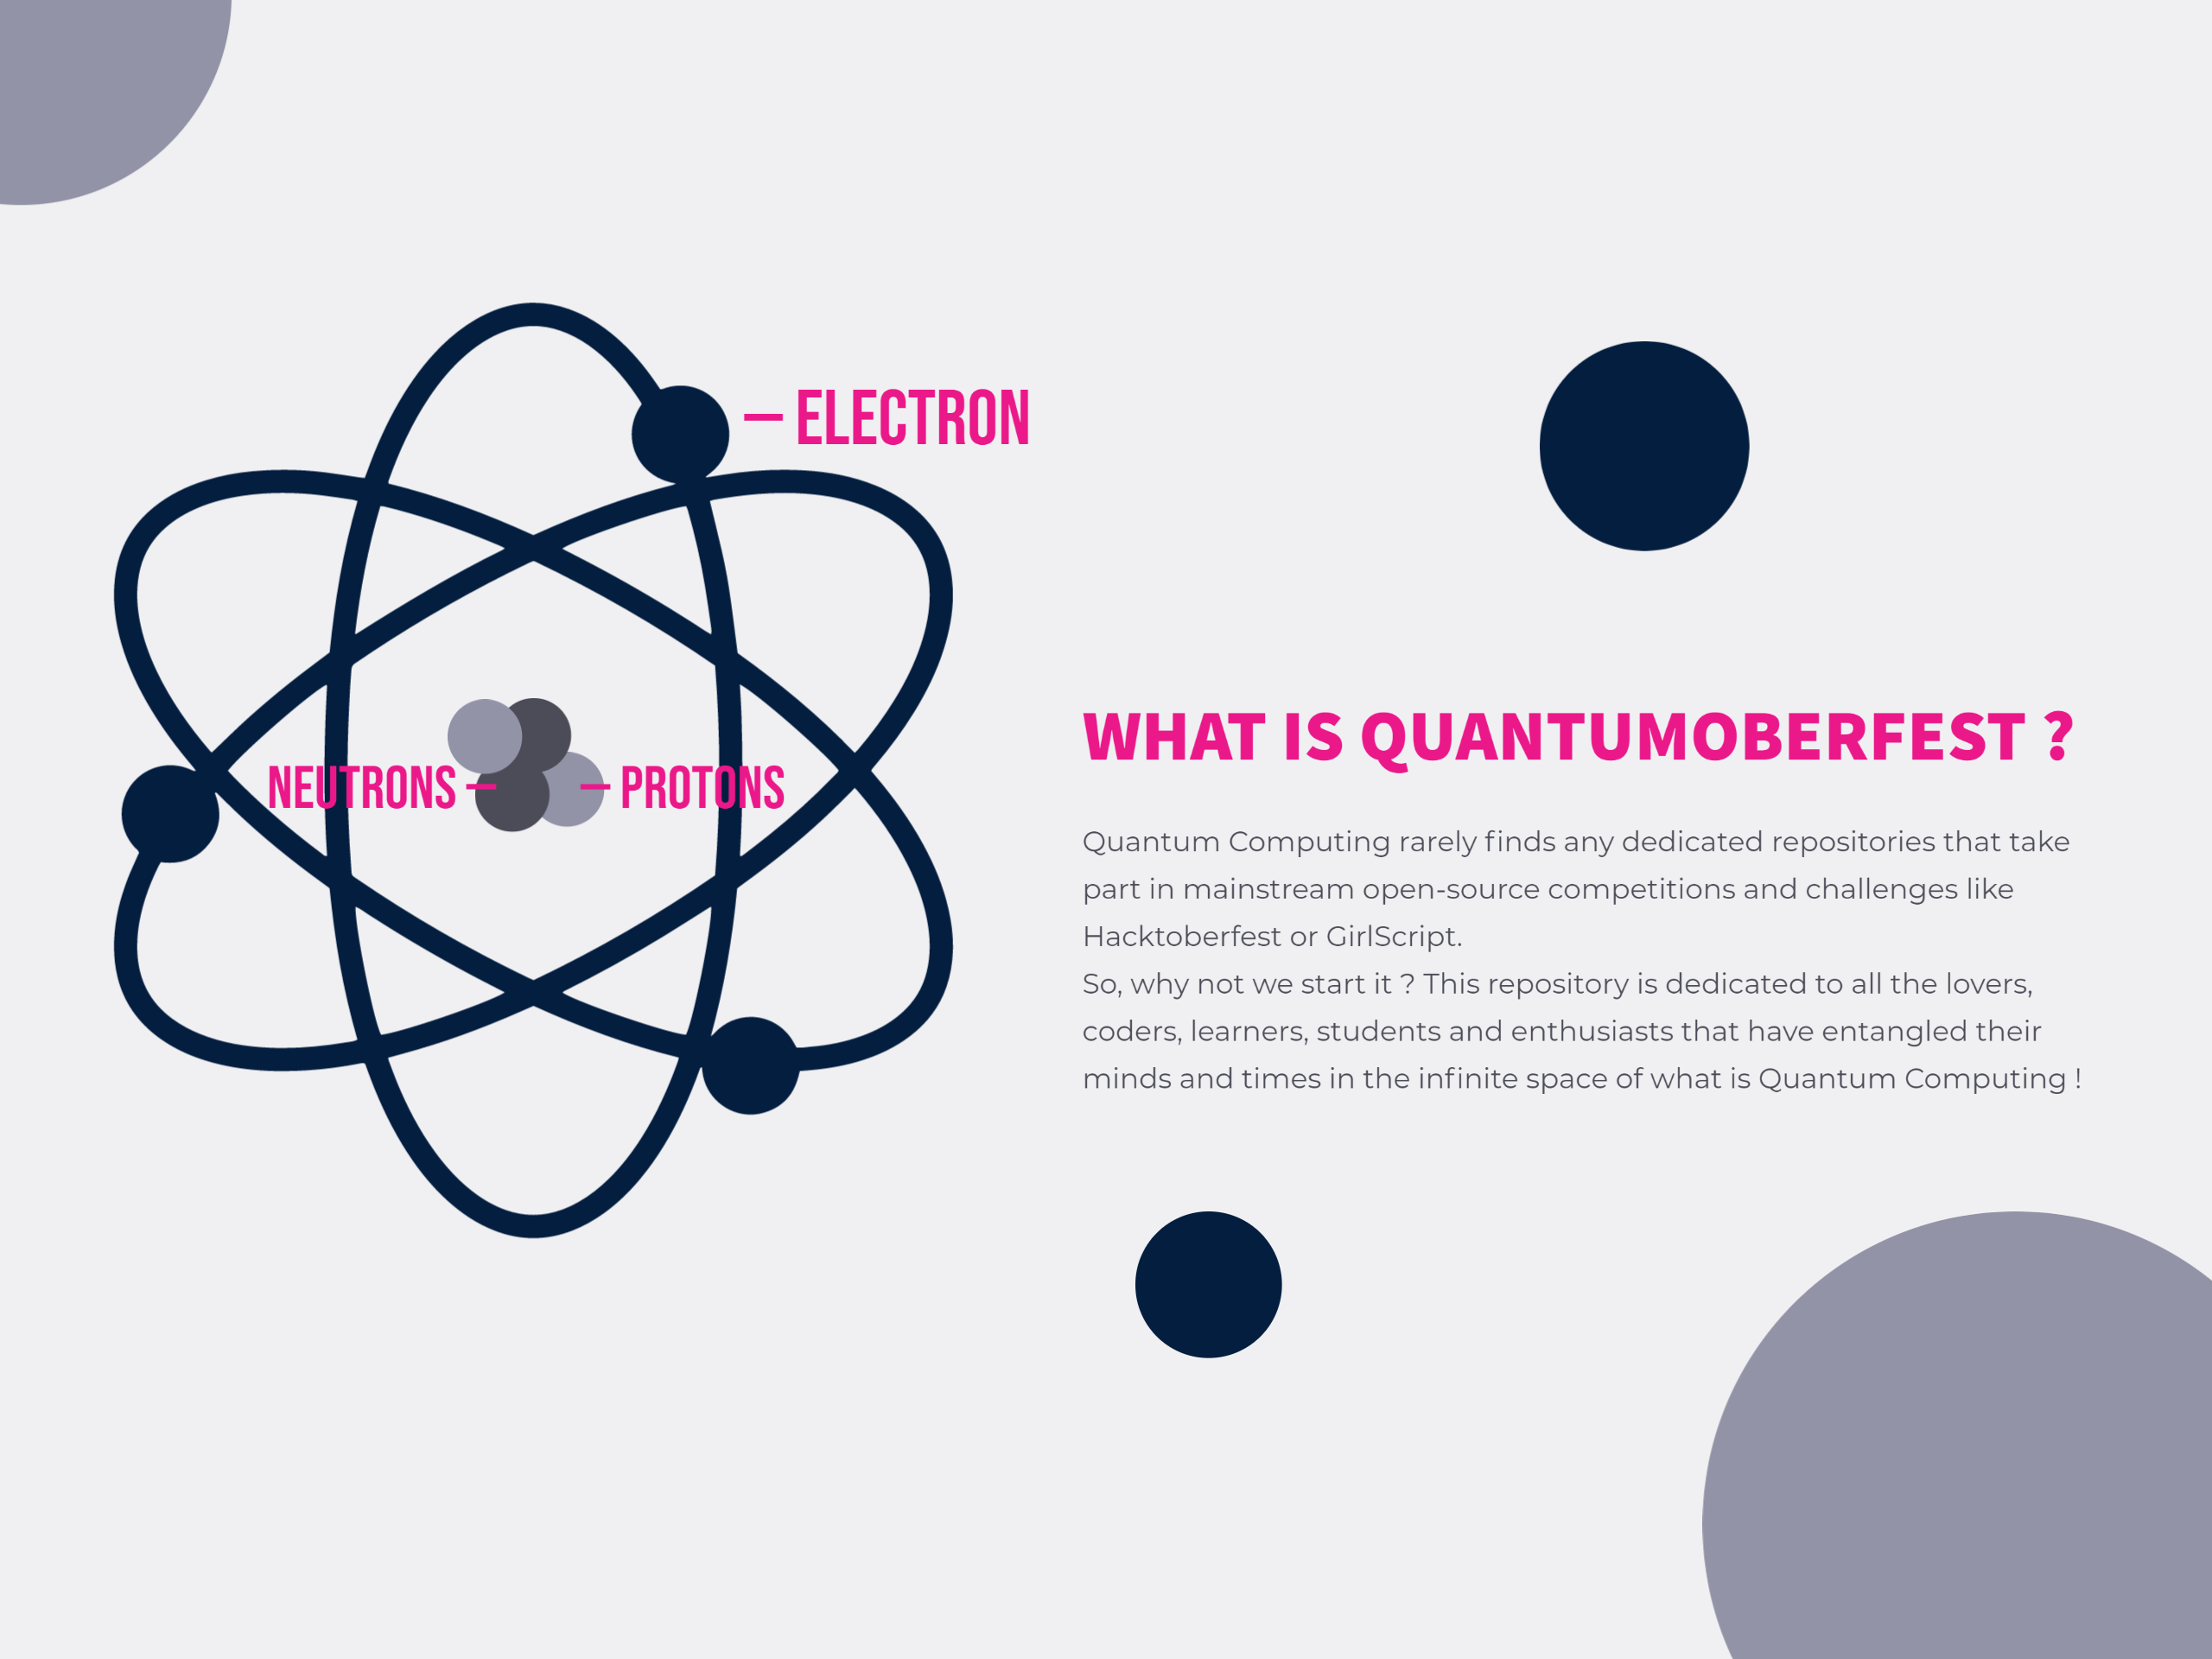 — ELECTRON
NEUTRONS —
— PROTONS
WHAT IS QUANTUMOBERFEST ?
Quantum Computing rarely finds any dedicated repositories that take
part in mainstream open-source competitions and challenges like
Hacktoberfest or GirlScript.
So, why not we start it ? This repository is dedicated to all the lovers,
coders, learners, students and enthusiasts that have entangled their
minds and times in the infinite space of what is Quantum Computing !